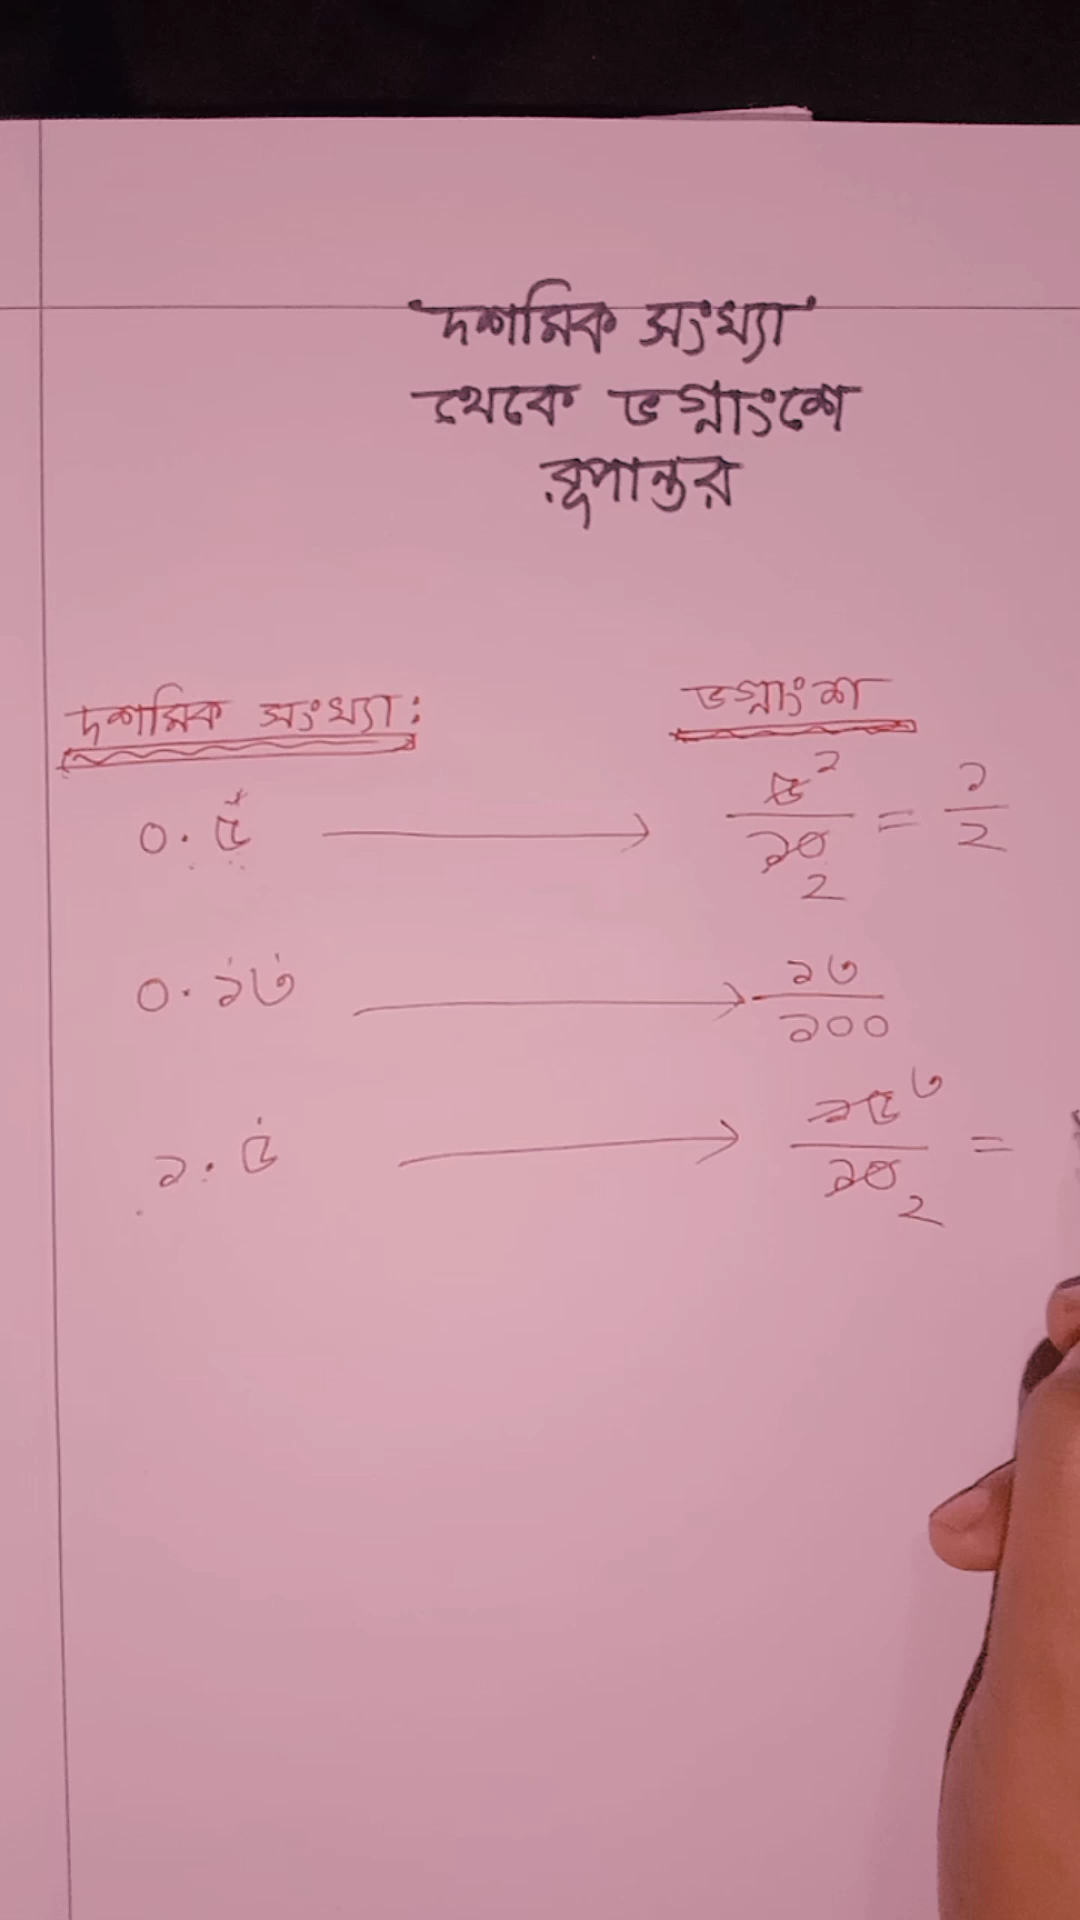 দশমিক সংখ্যা
থেকে ভগ্নাংশে
রূপান্তর
দশমিক সংখ্যা: ভগ্নাংশ
০.৫ → ৫/১০ = ১/২
০.১৩ → ১৩/১০০
১.৫ → ১৫/১০ =